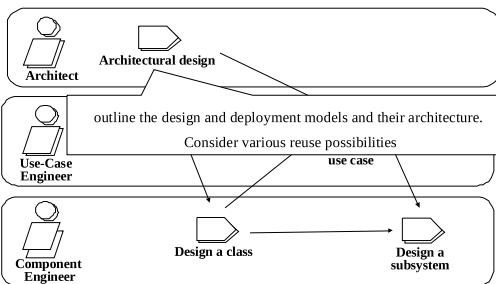 Architectural design
Architect
outline the design and deployment models and their architecture.
Consider various reuse possibilities
use case
Use-Case
Engineer
Design a class
Design a
subsystem
Component
Engineer